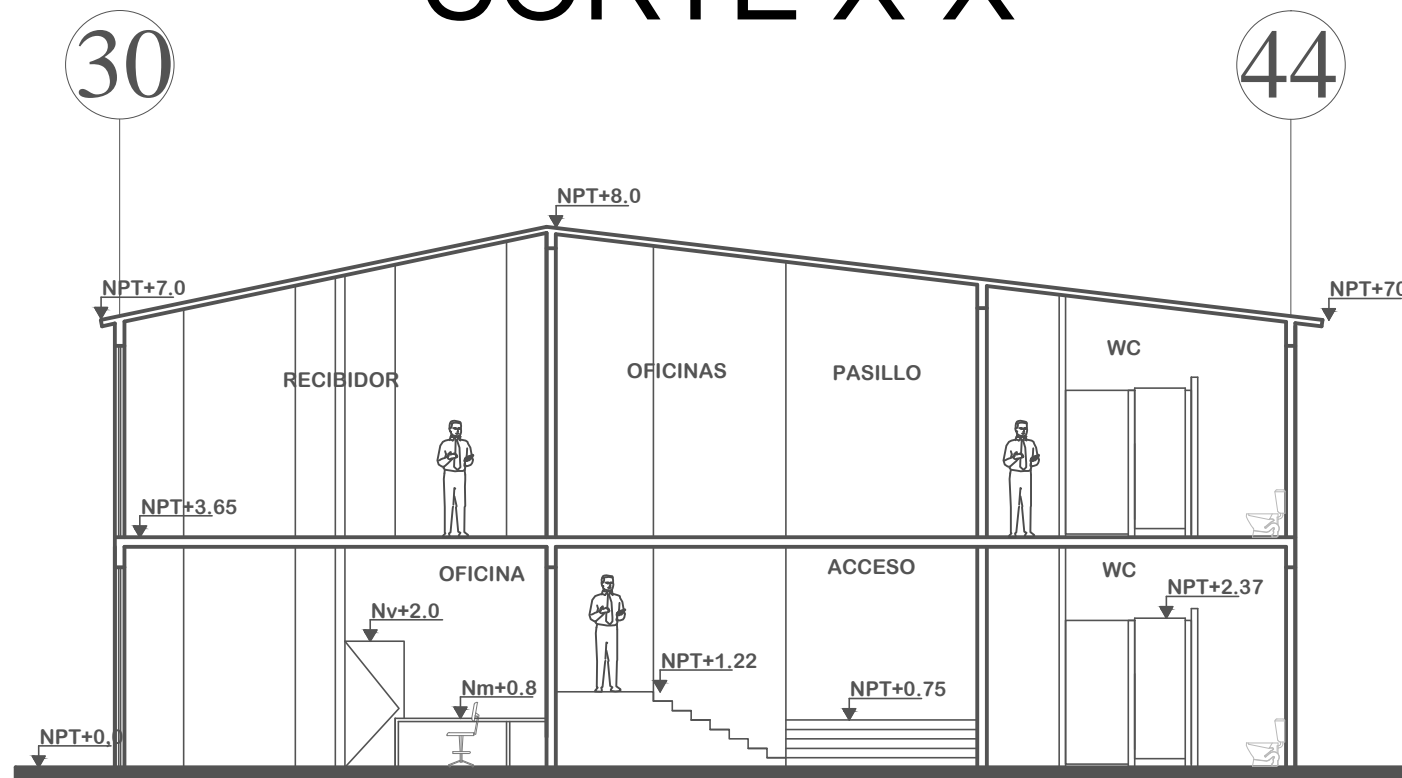 CORTE X-X
30
44
NPT+8.0
NPT+7.0
NPT+70
WC
OFICINAS
PASILLO
RECIBIDOR
NPT+3.65
OFICINA
ACCESO
WC
NPT+2.37
Nv+2.0
NPT+1.22
Nm+0.8
NPT+0.75
NPT+0,0